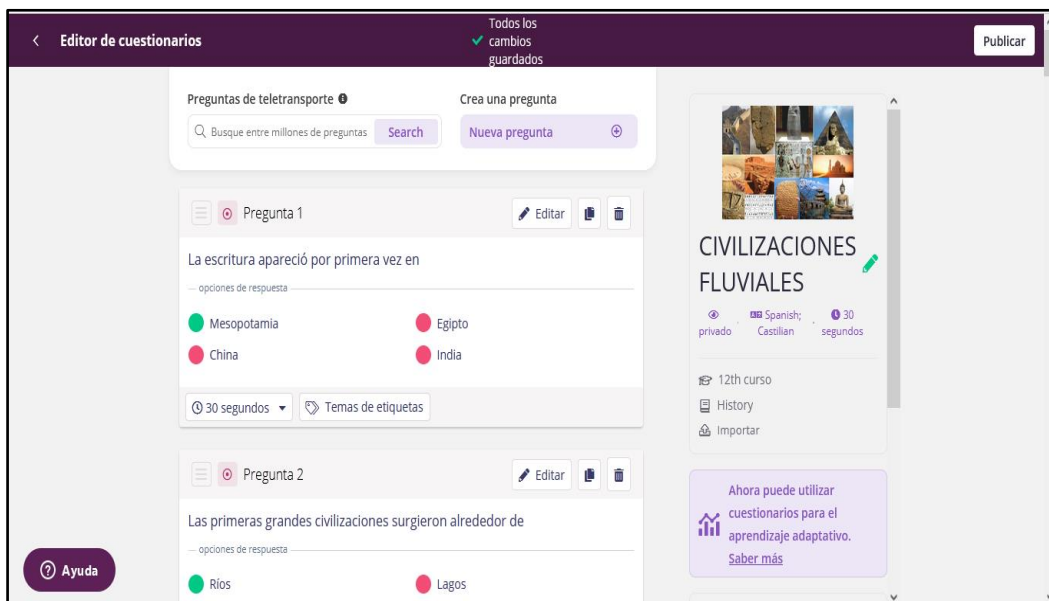 Editor de cuestionarios
Todos los
cambios
guardados
Publicar
Preguntas de teletransporte
Busque entre millones de preguntas
Search
Crea una pregunta
Nueva pregunta
Pregunta 1
Editar
La escritura apareció por primera vez en
opciones de respuesta
Mesopotamia
Egipto
China
India
30 segundos
Temas de etiquetas
Pregunta 2
Editar
Las primeras grandes civilizaciones surgieron alrededor de
opciones de respuesta
Ríos
Lagos
Ayuda
CIVILIZACIONES
FLUVIALES
privado
Spanish;
Castilian
30
segundos
12th curso
History
Importar
Ahora puede utilizar
cuestionarios para el
aprendizaje adaptativo.
Saber más